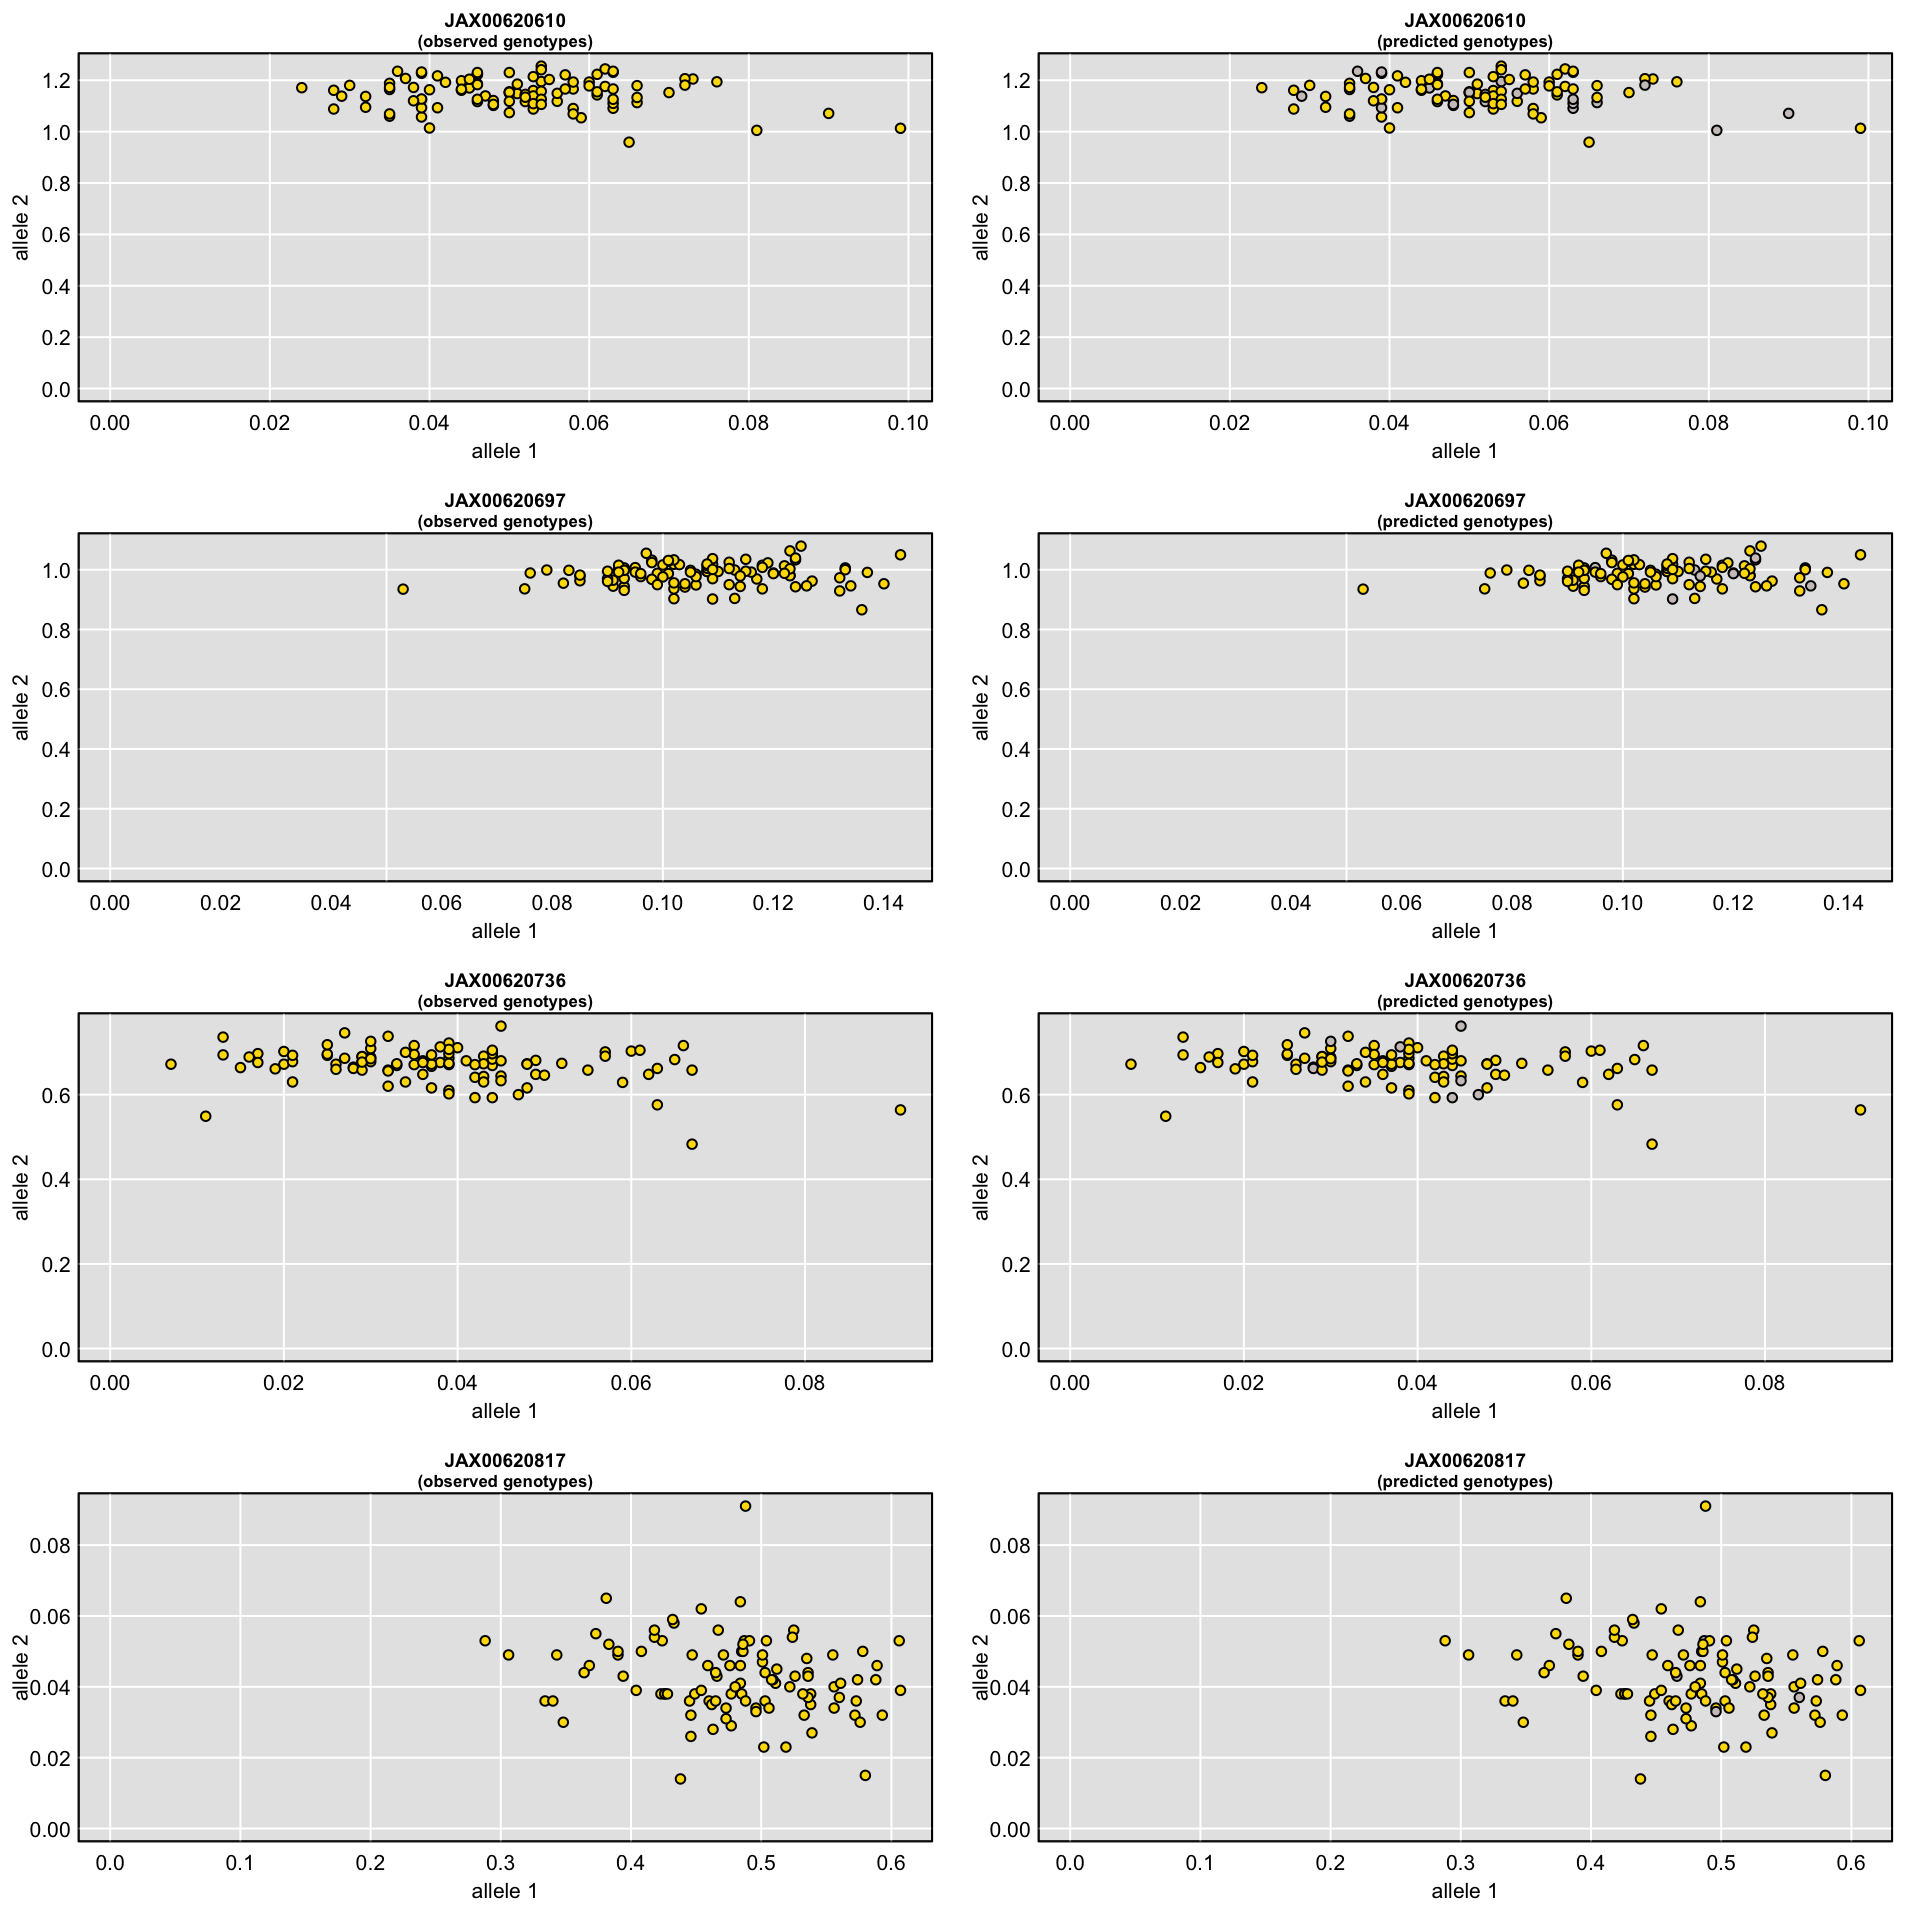 JAX00620610
(observed genotypes)
allele 2
1.2
1.0
0.8
0.6
0.4
0.2
0.0
0.00 0.02 0.04 0.06 0.08 0.10
allele 1
JAX00620610
(predicted genotypes)
allele 2
1.2
1.0
0.8
0.6
0.4
0.2
0.0
0.00 0.02 0.04 0.06 0.08 0.10
allele 1
JAX00620697
(observed genotypes)
allele 2
1.0
0.8
0.6
0.4
0.2
0.0
0.00 0.02 0.04 0.06 0.08 0.10 0.12 0.14
allele 1
JAX00620697
(predicted genotypes)
allele 2
1.0
0.8
0.6
0.4
0.2
0.0
0.00 0.02 0.04 0.06 0.08 0.10 0.12 0.14
allele 1
JAX00620736
(observed genotypes)
allele 2
0.6
0.4
0.2
0.0
0.00 0.02 0.04 0.06 0.08
allele 1
JAX00620736
(predicted genotypes)
allele 2
0.6
0.4
0.2
0.0
0.00 0.02 0.04 0.06 0.08
allele 1
JAX00620817
(observed genotypes)
allele 2
0.08
0.06
0.04
0.02
0.00
0.0 0.1 0.2 0.3 0.4 0.5 0.6
allele 1
JAX00620817
(predicted genotypes)
allele 2
0.08
0.06
0.04
0.02
0.00
0.0 0.1 0.2 0.3 0.4 0.5 0.6
allele 1